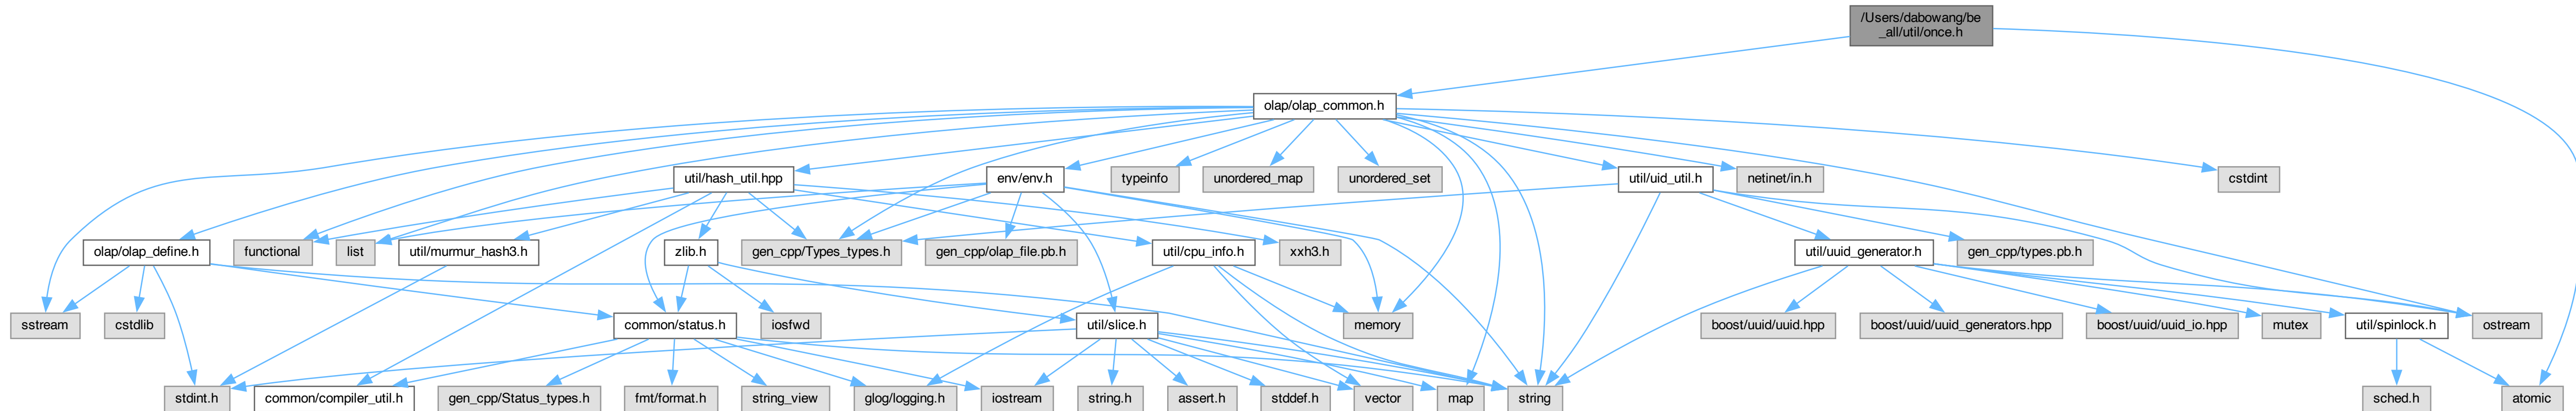 /Users/dabowang/be
_all/util/once.h
olap/olap_common.h
util/hash_util.hpp
env/env.h
typeinfo
unordered_map
unordered_set
util/uid_util.h
netinet/in.h
cstdint
olap/olap_define.h
functional
list
util/murmur_hash3.h
zlib.h
gen_cpp/Types_types.h
gen_cpp/olap_file.pb.h
util/cpu_info.h
xxh3.h
util/uuid_generator.h
gen_cpp/types.pb.h
sstream
cstdlib
common/status.h
iosfwd
util/slice.h
memory
boost/uuid/uuid.hpp
boost/uuid/uuid_generators.hpp
boost/uuid/uuid_io.hpp
mutex
util/spinlock.h
ostream
stdint.h
common/compiler_util.h
gen_cpp/Status_types.h
fmt/format.h
string_view
glog/logging.h
iostream
string.h
assert.h
stddef.h
vector
map
string
sched.h
atomic